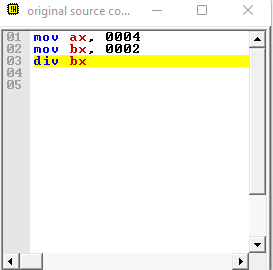 original source co...
01 mov ax, 0004
02 mov bx, 0002
03 div bx
04
05